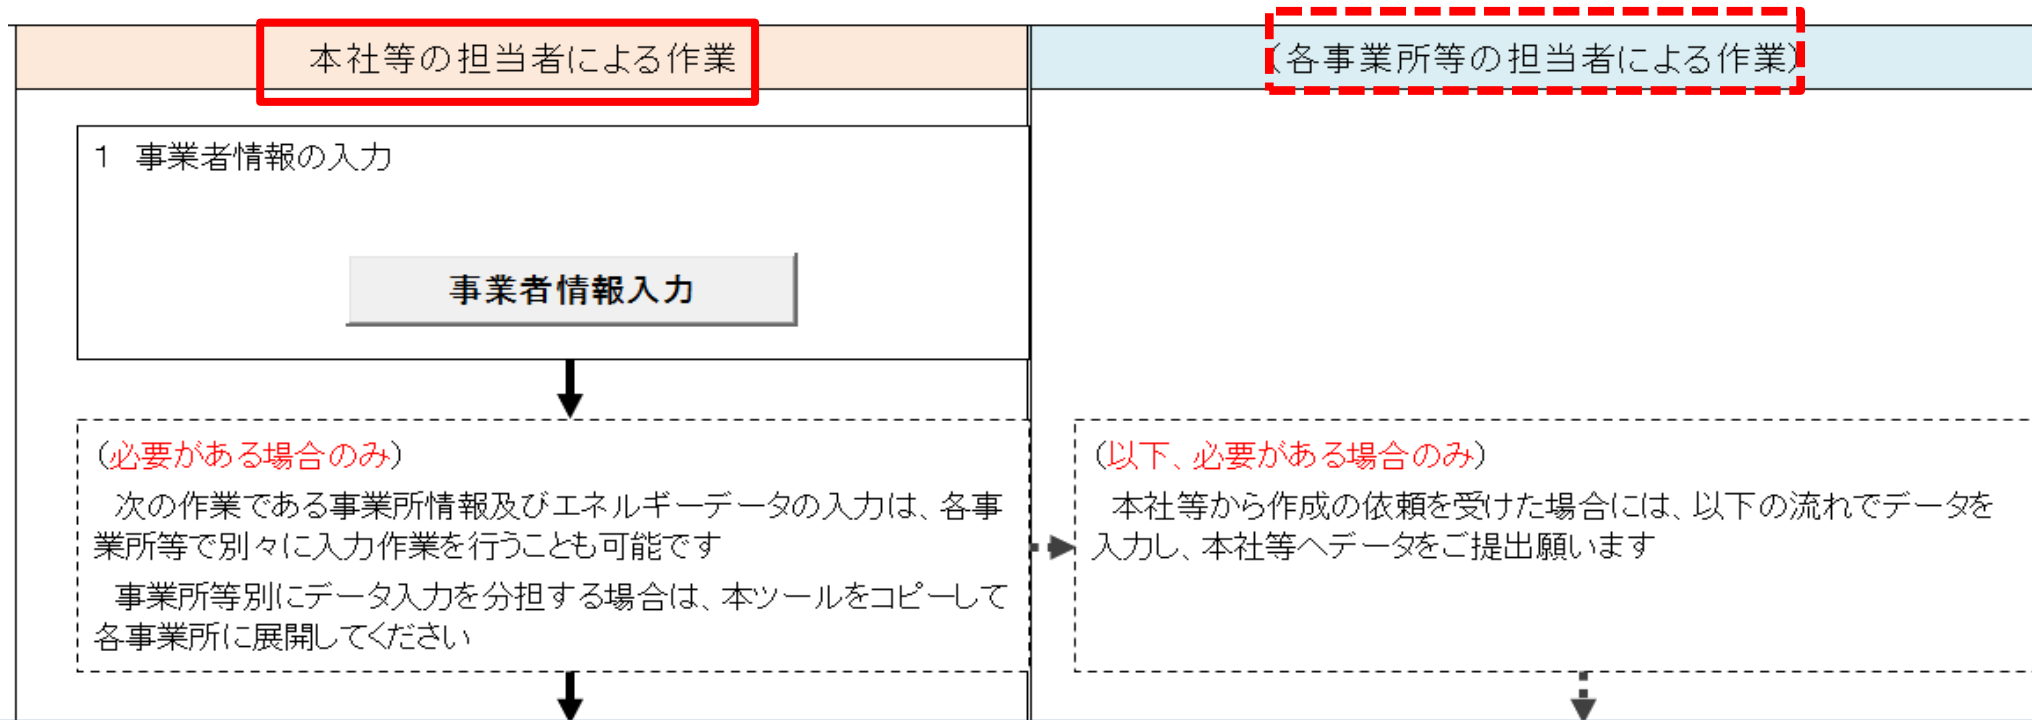 本社等の担当者による作業
（各事業所等の担当者による作業）
1　事業者情報の入力
事業者情報入力
（必要がある場合のみ）
次の作業である事業所情報及びエネルギーデータの入力は、各事
業所等で別々に入力作業を行うことも可能です
事業所等別にデータ入力を分担する場合は、本ツールをコピーして
各事業所に展開してください
（以下、必要がある場合のみ）
本社等から作成の依頼を受けた場合には、以下の流れでデータを
入力し、本社等へデータをご提出願います